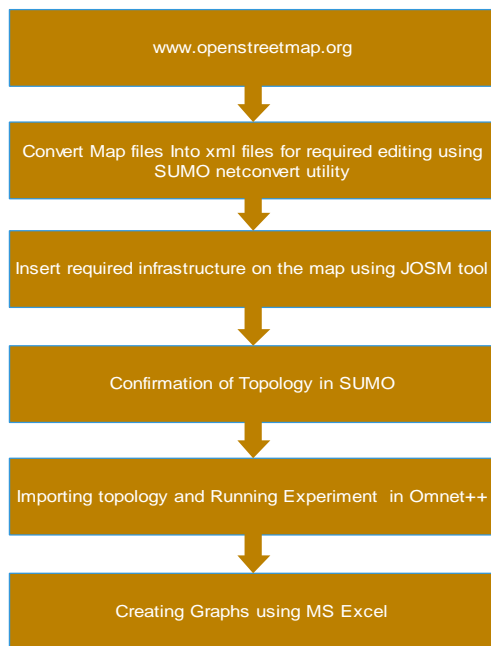 www.openstreetmap.org
Convert Map files Into xml files for required editing using
SUMO netconvert utility
Insert required infrastructure on the map using JOSM tool
Confirmation of Topology in SUMO
Importing topology and Running Experiment in Omnet++
Creating Graphs using MS Excel